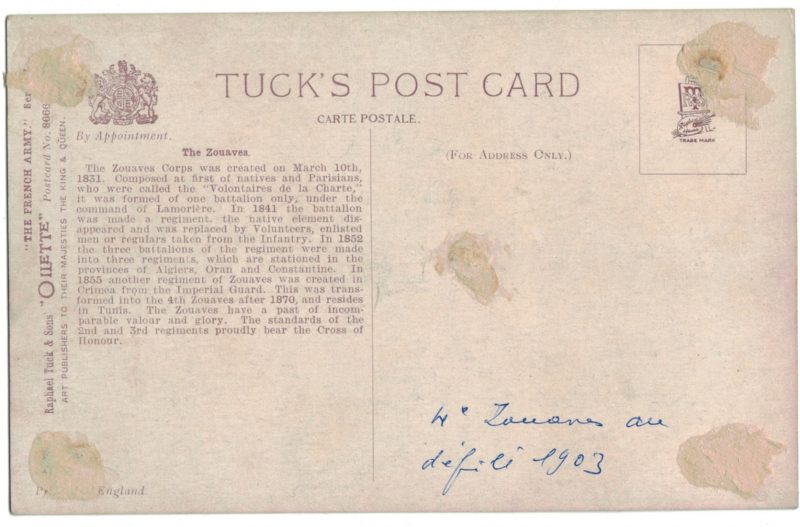 TUCK'S POST CARD
CARTE POSTALE.
By Appointment.
(FOR ADDRESS ONLY.)
TRADE MARK
The Zouaves.
The Zouaves Corps was created on March 10th,
1831. Composed at first of natives and Parisians,
who were called the "Volontaires de la Charte,"
it was formed of one battalion only, under the
command of Lamorière. In 1841 the battalion
was made a regiment, the native element dis-
appeared and was replaced by Volunteers, enlisted
men or regulars taken from the Infantry. In 1852
the three battalions of the regiment were made
into three regiments, which are stationed in the
provinces of Algiers, Oran and Constantine. In
1855 another regiment of Zouaves was created in
Crimea from the Imperial Guard. This was trans-
formed into the 4th Zouaves after 1870, and resides
in Tunis. The Zouaves have a past of incom-
parable valour and glory. The standards of the
2nd and 3rd regiments proudly bear the Cross of
Honour.
"THE FRENCH ARMY." Ser
Raphael Tuck & Sons' "OILETTE" Postcard No. 8666
ART PUBLISHERS TO THEIR MAJESTIES THE KING & QUEEN.
4e Zouaves au
défilé 1903
England.